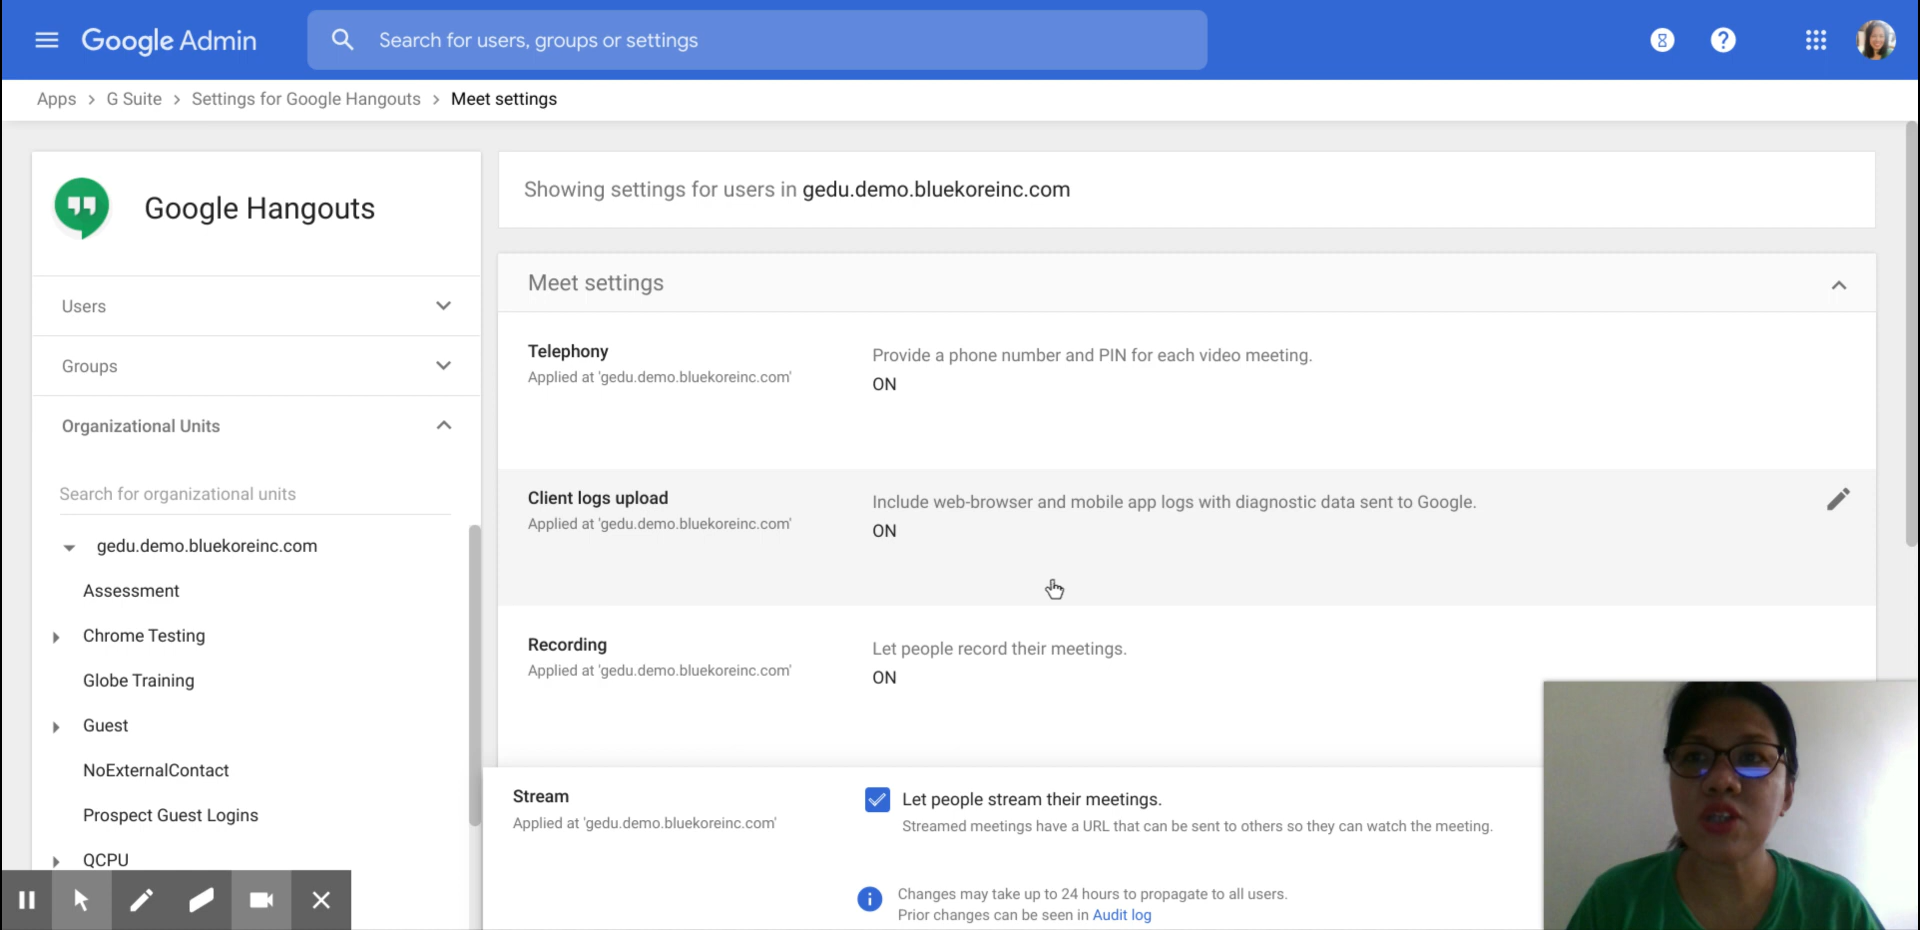 Google Admin
Search for users, groups or settings
Apps > G Suite > Settings for Google Hangouts > Meet settings
Google Hangouts
Users
Groups
Organizational Units
Search for organizational units
gedu.demo.bluekoreinc.com
Assessment
Chrome Testing
Globe Training
Guest
NoExternalContact
Prospect Guest Logins
QCPU
Showing settings for users in gedu.demo.bluekoreinc.com
Meet settings
Telephony
Applied at 'gedu.demo.bluekoreinc.com'
Provide a phone number and PIN for each video meeting.
ON
Client logs upload
Applied at 'gedu.demo.bluekoreinc.com'
Include web-browser and mobile app logs with diagnostic data sent to Google.
ON
Recording
Applied at 'gedu.demo.bluekoreinc.com'
Let people record their meetings.
ON
Stream
Applied at 'gedu.demo.bluekoreinc.com'
Let people stream their meetings.
Streamed meetings have a URL that can be sent to others so they can watch the meeting.
Changes may take up to 24 hours to propagate to all users.
Prior changes can be seen in Audit log